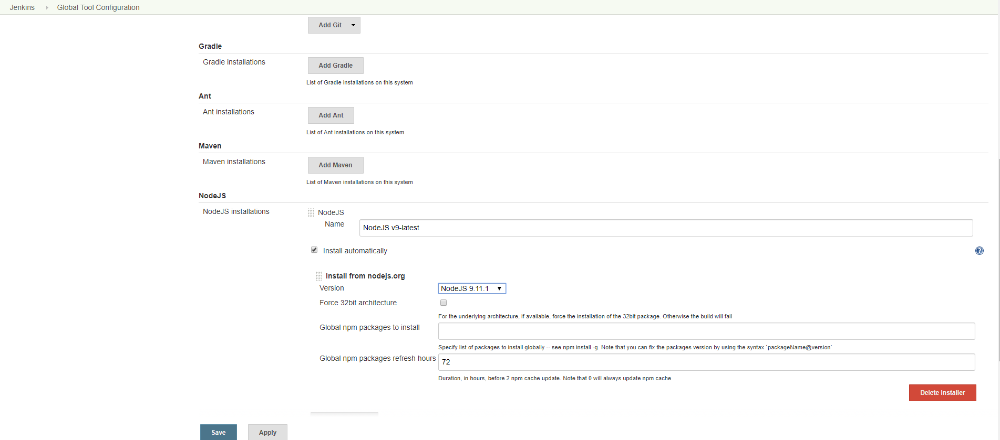 Jenkins
Global Tool Configuration
Add Git
Gradle
Gradle installations
Add Gradle
List of Gradle installations on this system
Ant
Ant installations
Add Ant
List of Ant installations on this system
Maven
Maven installations
Add Maven
List of Maven installations on this system
NodeJS
NodeJS installations
NodeJS
Name
NodeJS v9-latest
Install automatically
Install from nodejs.org
Version
NodeJS 9.11.1
Force 32bit architecture
For the underlying architecture, if available, force the installation of the 32bit package. Otherwise the build will fail
Global npm packages to install
Specify list of packages to install globally -- see npm install -g. Note that you can fix the packages version by using the syntax `packageName@version`
Global npm packages refresh hours
72
Duration, in hours, before 2 npm cache update. Note that 0 will always update npm cache
Delete Installer
Save
Apply